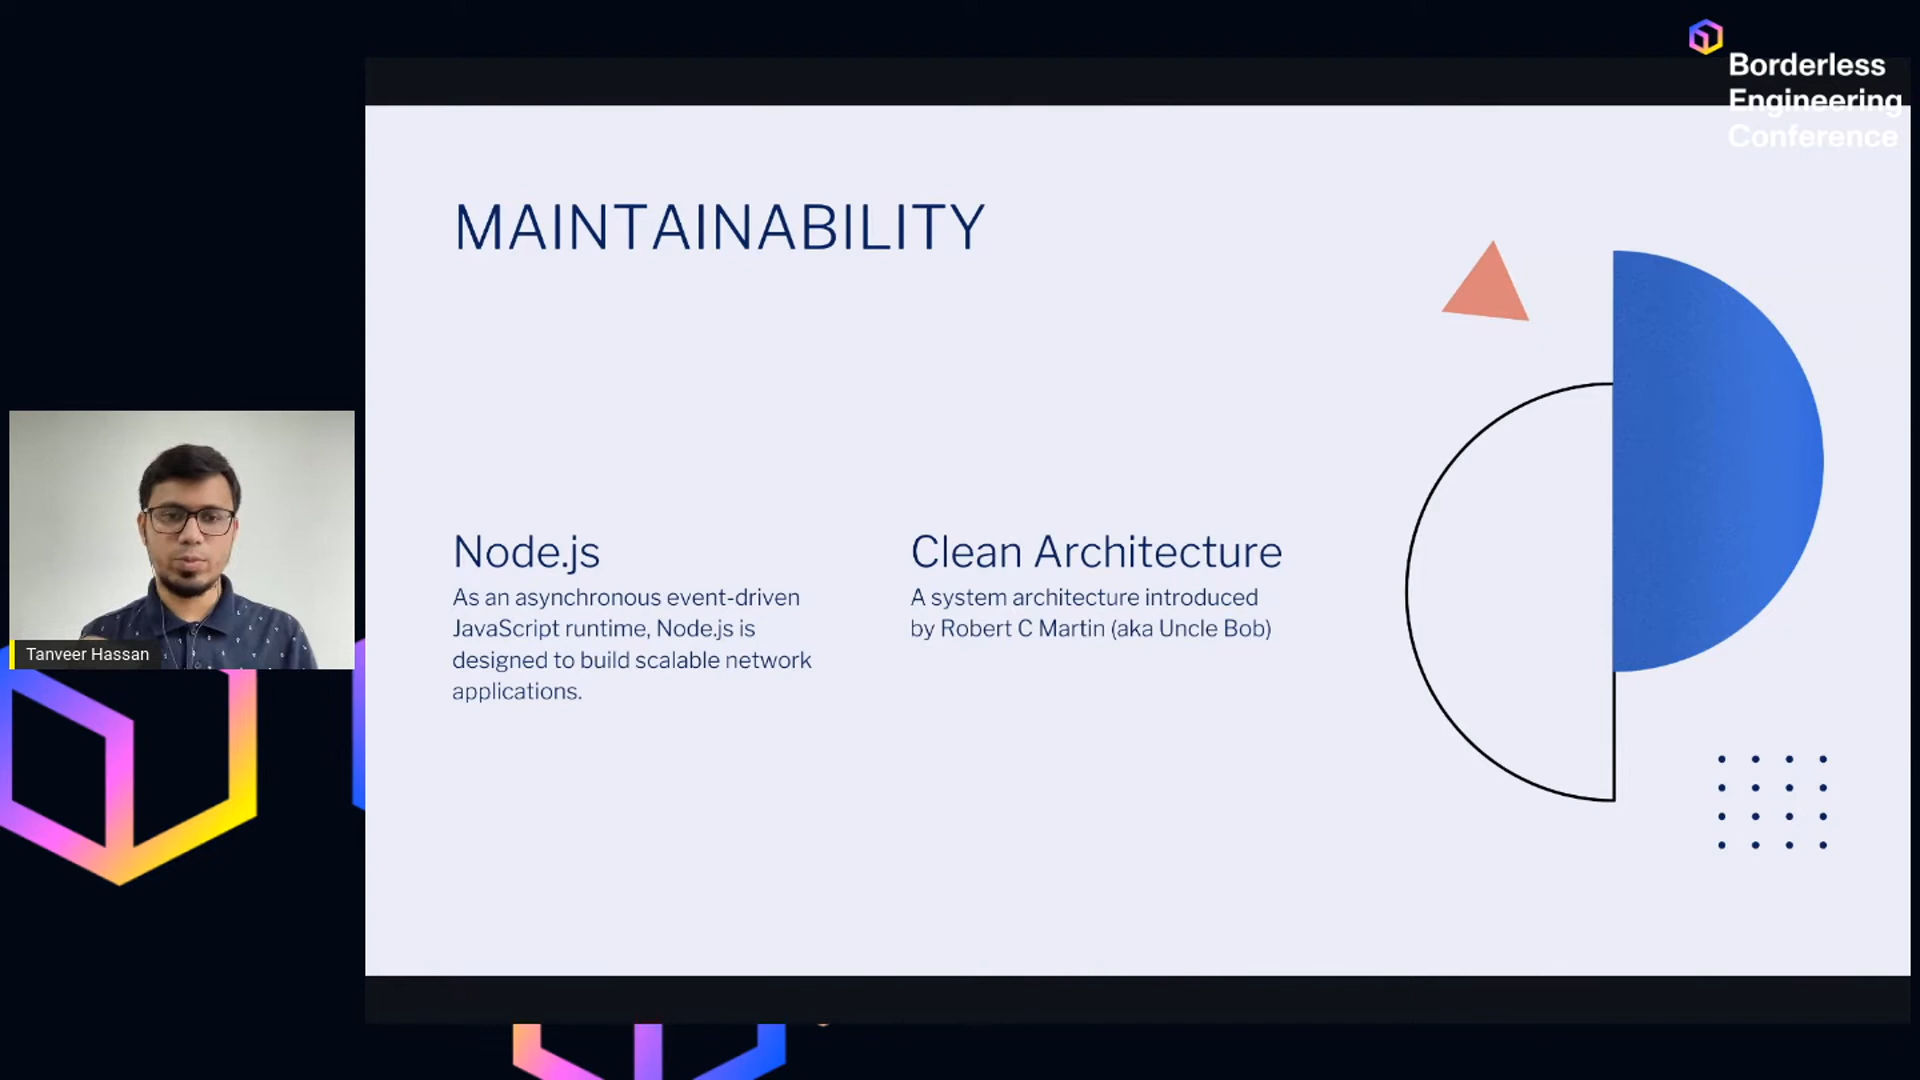 Borderless
Engineering
Conference
MAINTAINABILITY
Node.js
As an asynchronous event-driven
JavaScript runtime, Node.js is
designed to build scalable network
applications.
Clean Architecture
A system architecture introduced
by Robert C Martin (aka Uncle Bob)
Tanveer Hassan